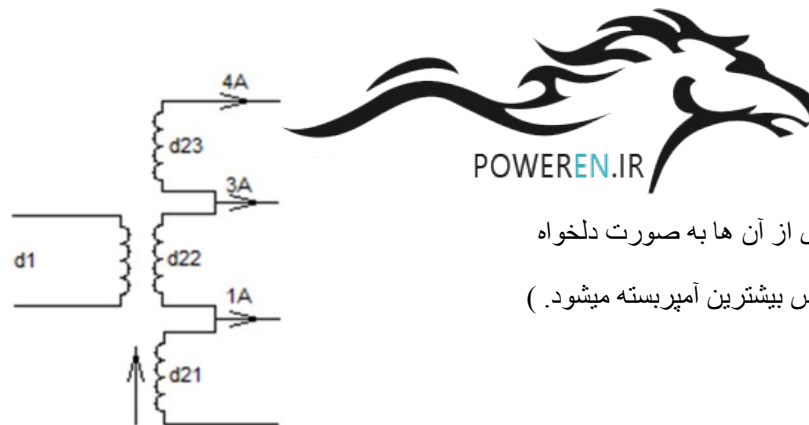 4A
d23
3A
d1
d22
1A
d21
POWEREN.IR
از آن ها به صورت دلخواه
بیشترین آمپربسته میشود. )